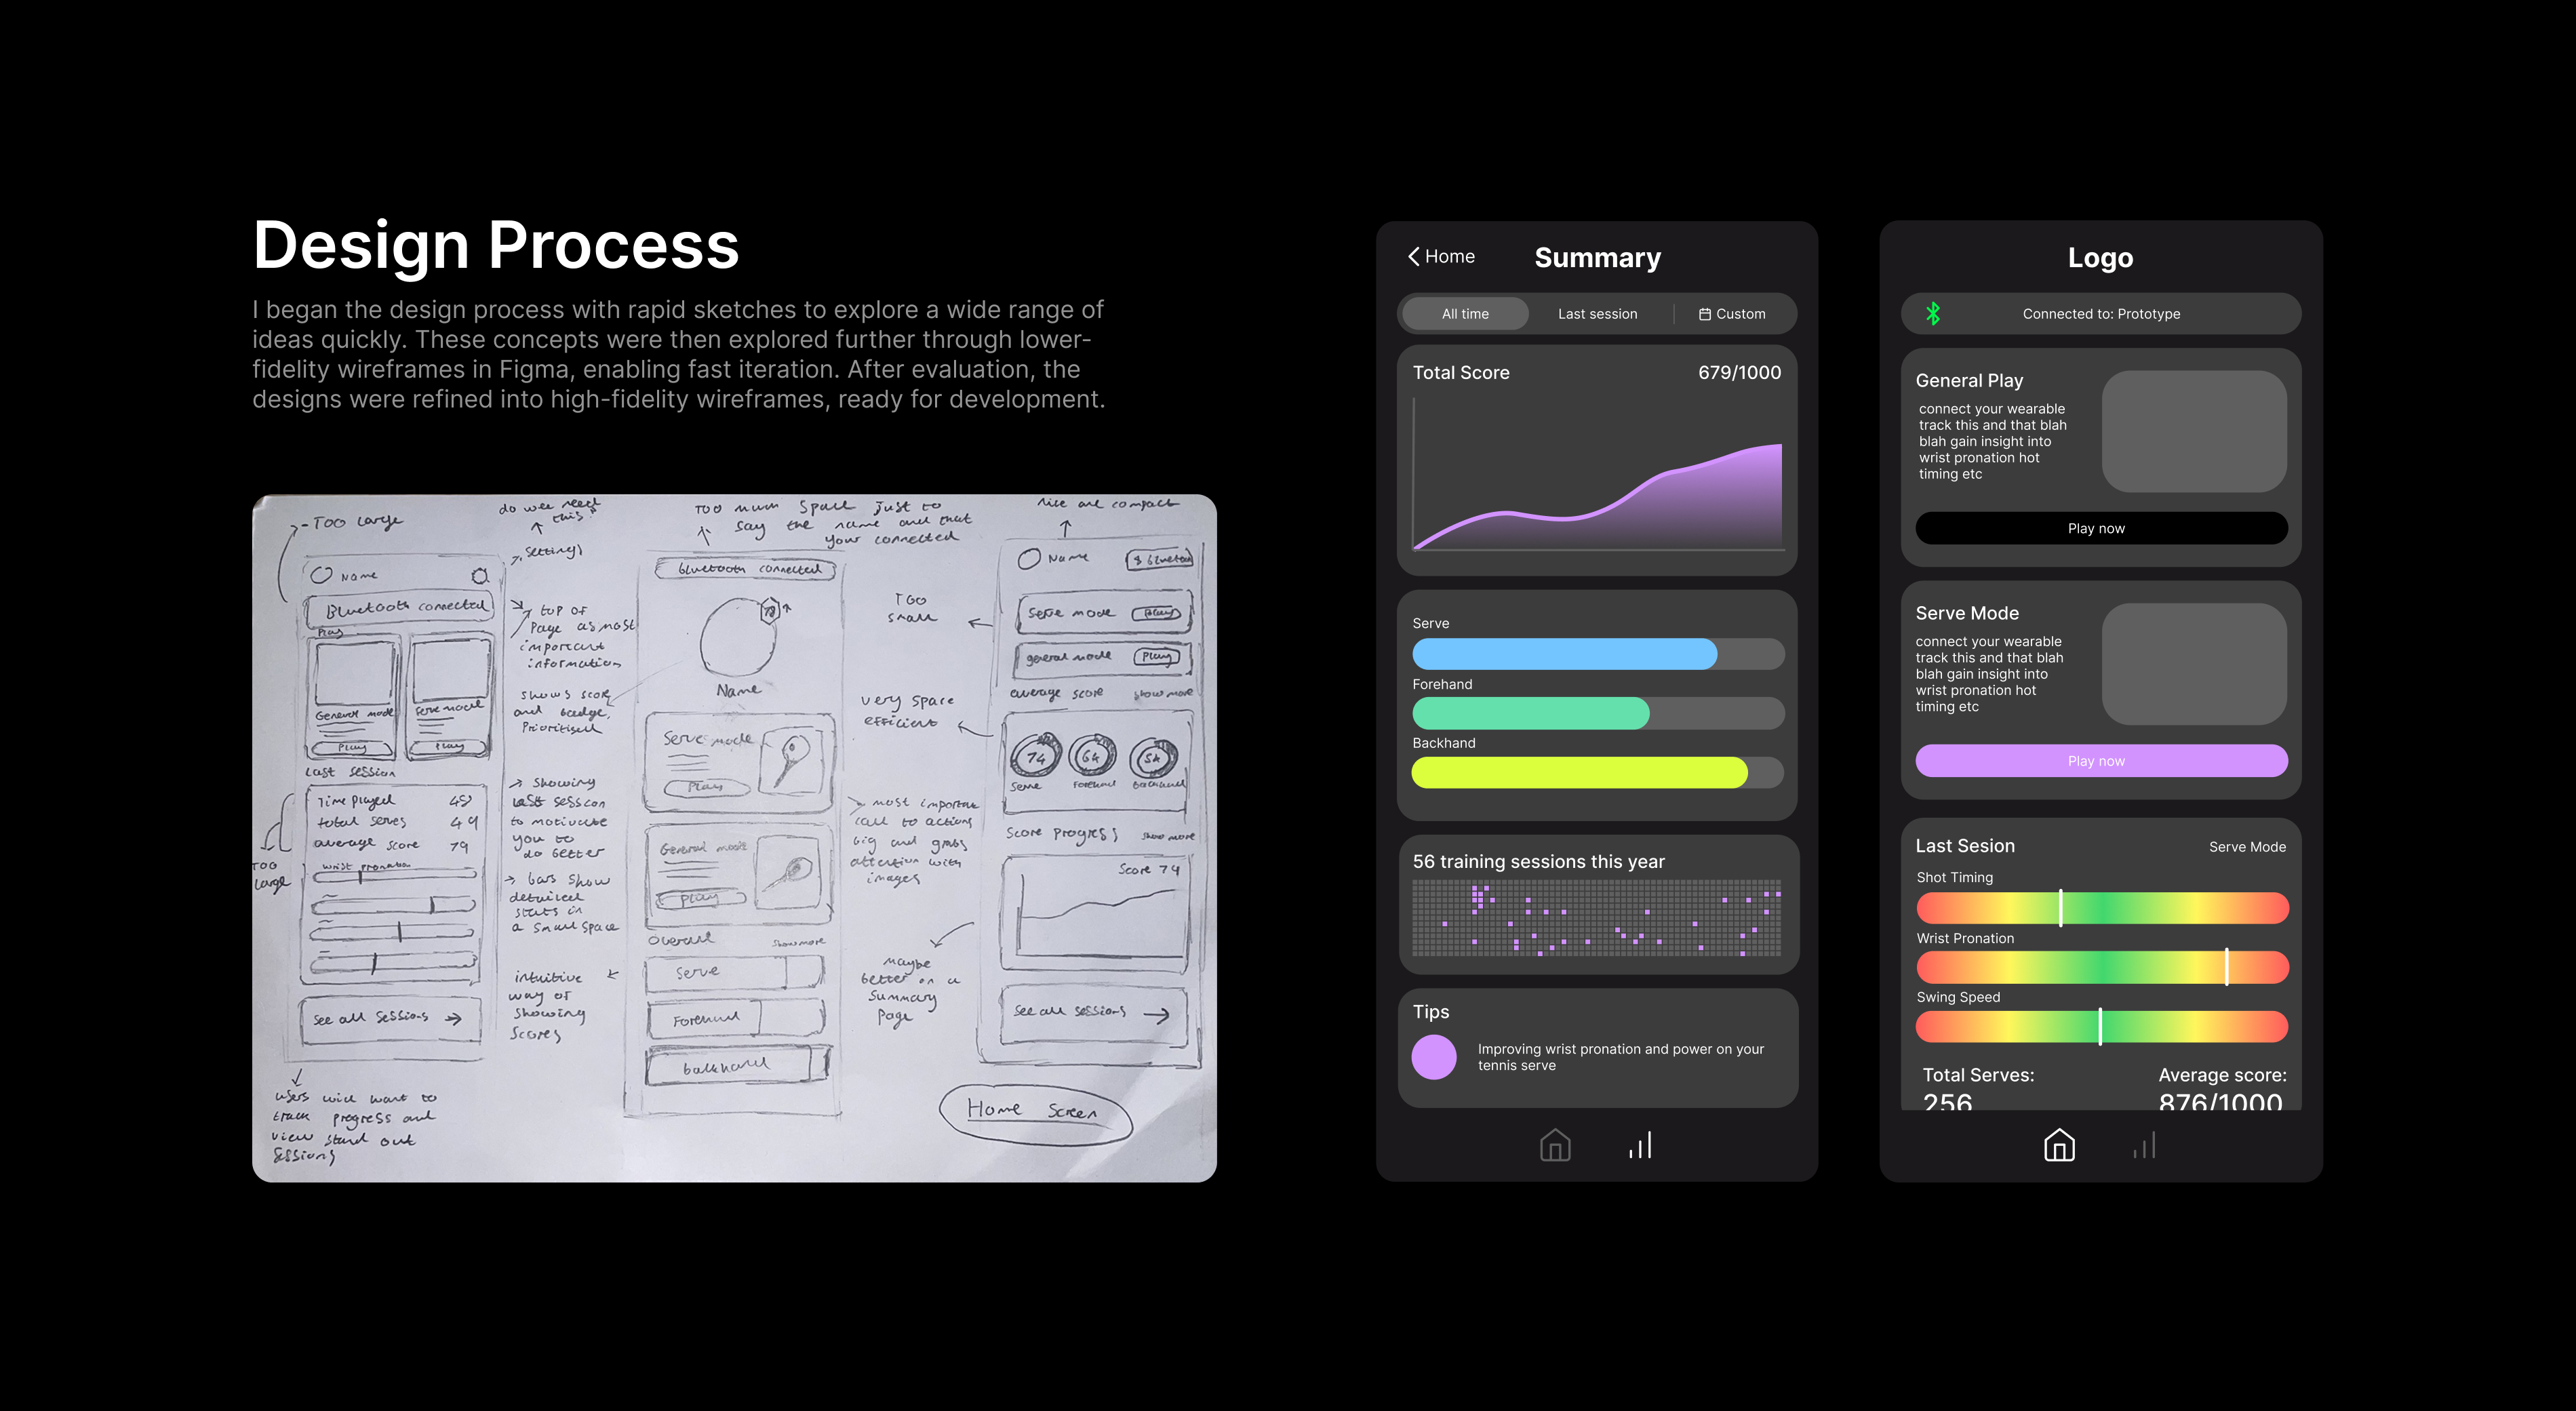 Design Process
I began the design process with rapid sketches to explore a wide range of
ideas quickly. These concepts were then explored further through lower-
fidelity wireframes in Figma, enabling fast iteration. After evaluation, the
designs were refined into high-fidelity wireframes, ready for development.
- Too large
Name
Bluetooth connected
Play
General mode
Serve mode
Play
Play
Last session
Time played
total serves 49
average score 79
wrist
Too
large
See all sessions →
users will want to
track progress and
view stand out
sessions
do wee need
this?
settings
top of
Page as most
important
information
shows score
and badge,
Prioritised
→ Showing
last session
to motivate
you to
do better
→ bars show
detailed
stats in
a small space
intuitive
way of
showing
scores
Too much space just to
say the name and that
your connected
bluetooth connected
78
Name
Serve mode
Play
General mode
Play
Overall show more
Serve
Forehand
backhand
Too
small
very space
efficient
most important
call to actions
big and grabs
attention with
images
maybe
better on a
Summary
Page
nice and compact
Name
Serve mode Play
general mode Play
average score show more
74 64 54
Serve Forehand backhand
Score Progress show more
Score 79
See all sessions →
Home Screen
Home Summary
All time Last session Custom
Total Score 679/1000
Serve
Forehand
Backhand
56 training sessions this year
Tips
Improving wrist pronation and power on your
tennis serve
Logo
Connected to: Prototype
General Play
connect your wearable
track this and that blah
blah gain insight into
wrist pronation hot
timing etc
Play now
Serve Mode
connect your wearable
track this and that blah
blah gain insight into
wrist pronation hot
timing etc
Play now
Last Sesion Serve Mode
Shot Timing
Wrist Pronation
Swing Speed
Total Serves: Average score:
256 876/1000